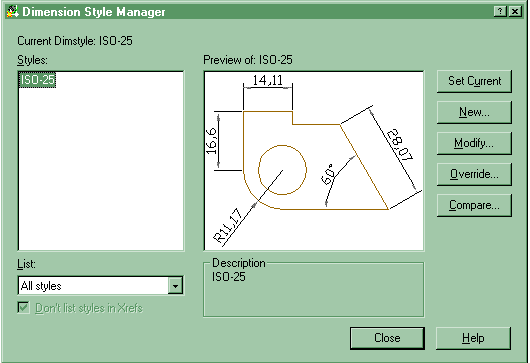 Dimension Style Manager
Current Dimstyle: ISO-25
Styles:
ISO-25
Preview of: ISO-25
14,11
16,6
28,07
60°
R11,17
Set Current
New...
Modify...
Override...
Compare...
List:
All styles
Don't list styles in Xrefs
Description
ISO-25
Close
Help